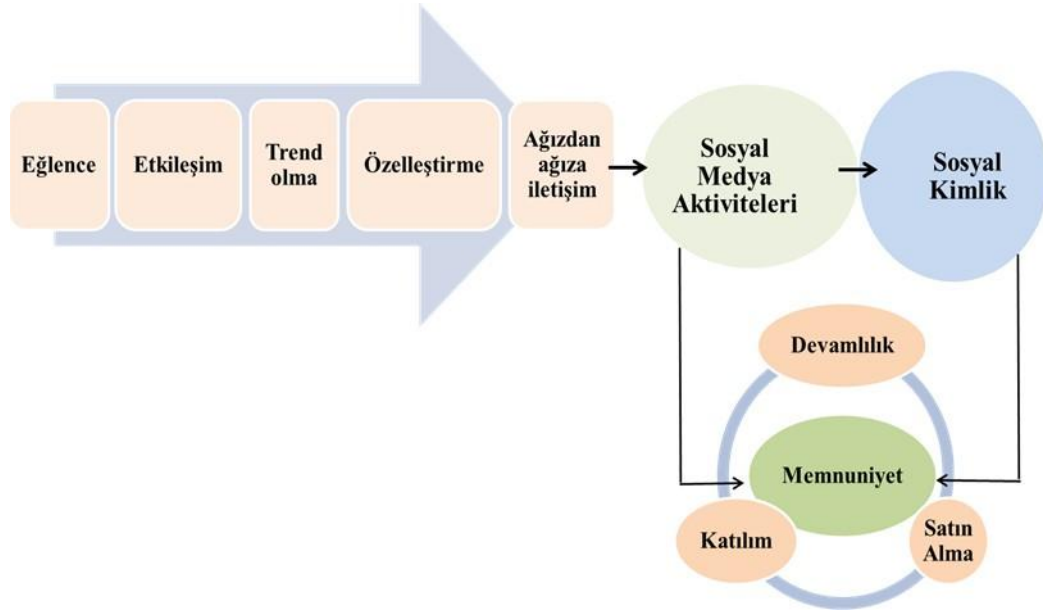 Eğlence
Etkileşim
Trend
olma
Özelleştirme
Ağızdan
ağıza
iletişim
Sosyal
Medya
Aktiviteleri
Sosyal
Kimlik
Devamlılık
Memnuniyet
Katılım
Satın
Alma